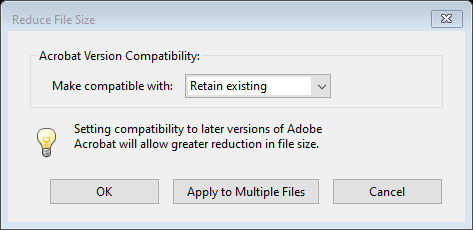 Reduce File Size
Acrobat Version Compatibility:
Make compatible with: Retain existing
Setting compatibility to later versions of Adobe
Acrobat will allow greater reduction in file size.
OK Apply to Multiple Files Cancel